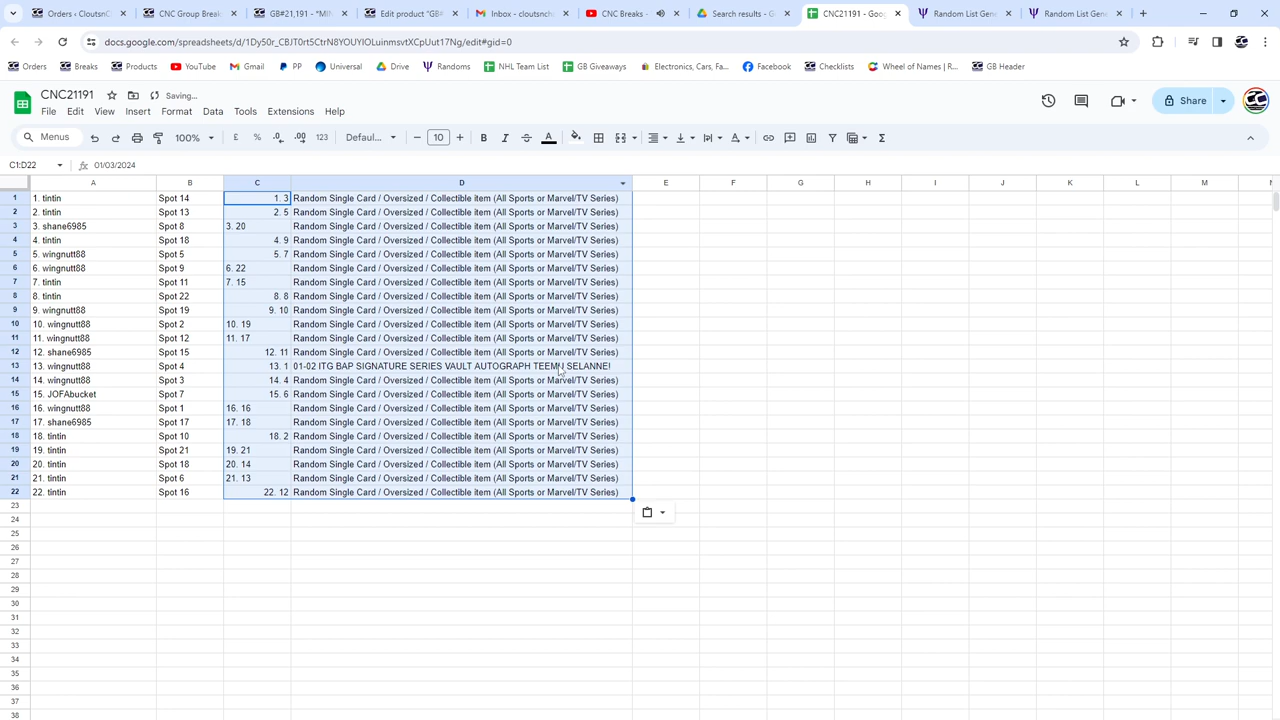 Orders • CloutsnC
CNC Group Break
GB#21,191 - *MIN
Edit product "GB
Inbox - cloutsnch
CNC Breaks -
Search results - G
CNC21191 - Goog
Random List Gene
Random List Gene
docs.google.com/spreadsheets/d/1Dy50r_CBJT0rt5CtrN8YOUYIOLuinmsvtXCpUut17Ng/edit#gid=0
Orders Breaks Products YouTube Gmail PP Universal Drive Randoms NHL Team List GB Giveaways Electronics, Cars, Fa... Facebook Checklists Wheel of Names | R... GB Header
CNC21191 Saving...
File Edit View Insert Format Data Tools Extensions Help
Share
Menus 100% £ % .0 .00 123 Defaul... 10 B I A Σ
C1:D22 01/03/2024
A B C D E F G H I J K L M N
1 1. tintin Spot 14 1. 3 Random Single Card / Oversized / Collectible item (All Sports or Marvel/TV Series)
2 2. tintin Spot 13 2. 5 Random Single Card / Oversized / Collectible item (All Sports or Marvel/TV Series)
3 3. shane6985 Spot 8 3. 20 Random Single Card / Oversized / Collectible item (All Sports or Marvel/TV Series)
4 4. tintin Spot 18 4. 9 Random Single Card / Oversized / Collectible item (All Sports or Marvel/TV Series)
5 5. wingnutt88 Spot 5 5. 7 Random Single Card / Oversized / Collectible item (All Sports or Marvel/TV Series)
6 6. wingnutt88 Spot 9 6. 22 Random Single Card / Oversized / Collectible item (All Sports or Marvel/TV Series)
7 7. tintin Spot 11 7. 15 Random Single Card / Oversized / Collectible item (All Sports or Marvel/TV Series)
8 8. tintin Spot 22 8. 8 Random Single Card / Oversized / Collectible item (All Sports or Marvel/TV Series)
9 9. wingnutt88 Spot 19 9. 10 Random Single Card / Oversized / Collectible item (All Sports or Marvel/TV Series)
10 10. wingnutt88 Spot 2 10. 19 Random Single Card / Oversized / Collectible item (All Sports or Marvel/TV Series)
11 11. wingnutt88 Spot 12 11. 17 Random Single Card / Oversized / Collectible item (All Sports or Marvel/TV Series)
12 12. shane6985 Spot 15 12. 11 Random Single Card / Oversized / Collectible item (All Sports or Marvel/TV Series)
13 13. wingnutt88 Spot 4 13. 1 01-02 ITG BAP SIGNATURE SERIES VAULT AUTOGRAPH TEEMU SELANNE!
14 14. wingnutt88 Spot 3 14. 4 Random Single Card / Oversized / Collectible item (All Sports or Marvel/TV Series)
15 15. JOFAbucket Spot 7 15. 6 Random Single Card / Oversized / Collectible item (All Sports or Marvel/TV Series)
16 16. wingnutt88 Spot 1 16. 16 Random Single Card / Oversized / Collectible item (All Sports or Marvel/TV Series)
17 17. shane6985 Spot 17 17. 18 Random Single Card / Oversized / Collectible item (All Sports or Marvel/TV Series)
18 18. tintin Spot 10 18. 2 Random Single Card / Oversized / Collectible item (All Sports or Marvel/TV Series)
19 19. tintin Spot 21 19. 21 Random Single Card / Oversized / Collectible item (All Sports or Marvel/TV Series)
20 20. tintin Spot 18 20. 14 Random Single Card / Oversized / Collectible item (All Sports or Marvel/TV Series)
21 21. tintin Spot 6 21. 13 Random Single Card / Oversized / Collectible item (All Sports or Marvel/TV Series)
22 22. tintin Spot 16 22. 12 Random Single Card / Oversized / Collectible item (All Sports or Marvel/TV Series)
23
24
25
26
27
28
29
30
31
32
33
34
35
36
37
38